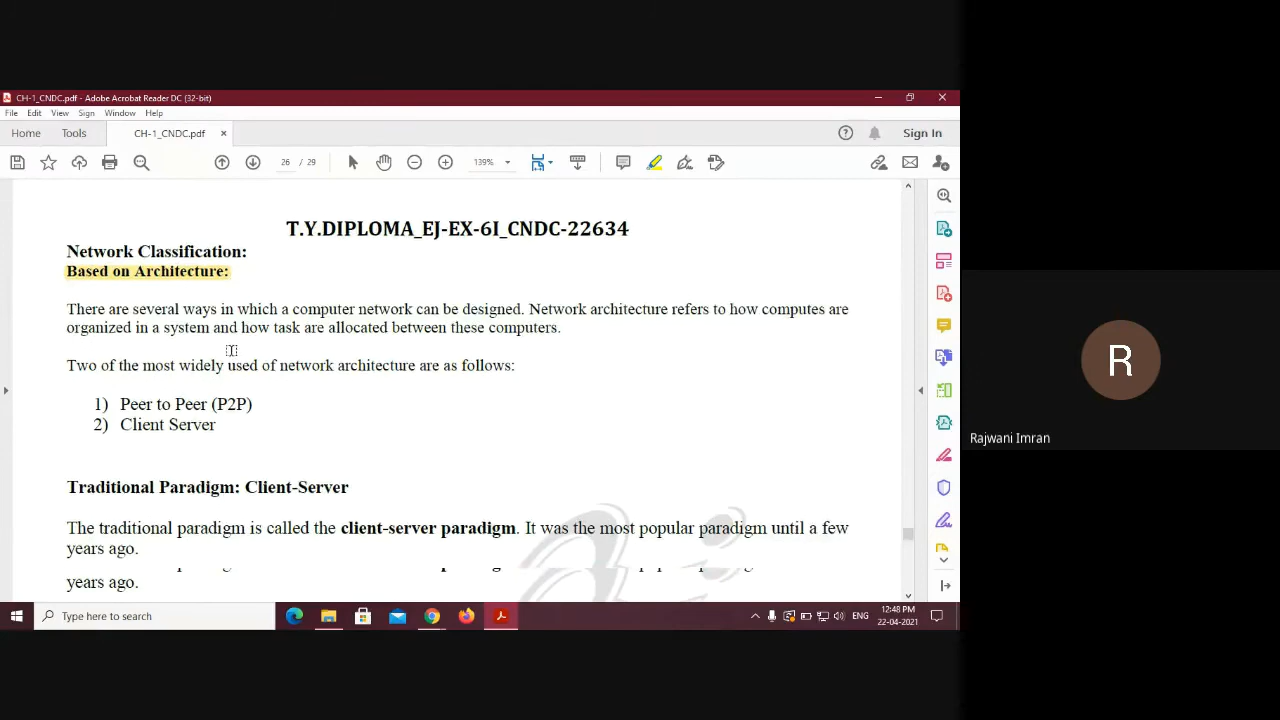 CH-1_CNDC.pdf - Adobe Acrobat Reader DC (32-bit)
File Edit View Sign Window Help
Home Tools CH-1_CNDC.pdf × Sign In
26 / 29 139%
T.Y.DIPLOMA_EJ-EX-6I_CNDC-22634
Network Classification:
Based on Architecture:
There are several ways in which a computer network can be designed. Network architecture refers to how computes are
organized in a system and how task are allocated between these computers.
Two of the most widely used of network architecture are as follows:
1) Peer to Peer (P2P)
2) Client Server
Traditional Paradigm: Client-Server
The traditional paradigm is called the client-server paradigm. It was the most popular paradigm until a few
years ago.
years ago.
R
Rajwani Imran
Type here to search
ENG
12:48 PM
22-04-2021